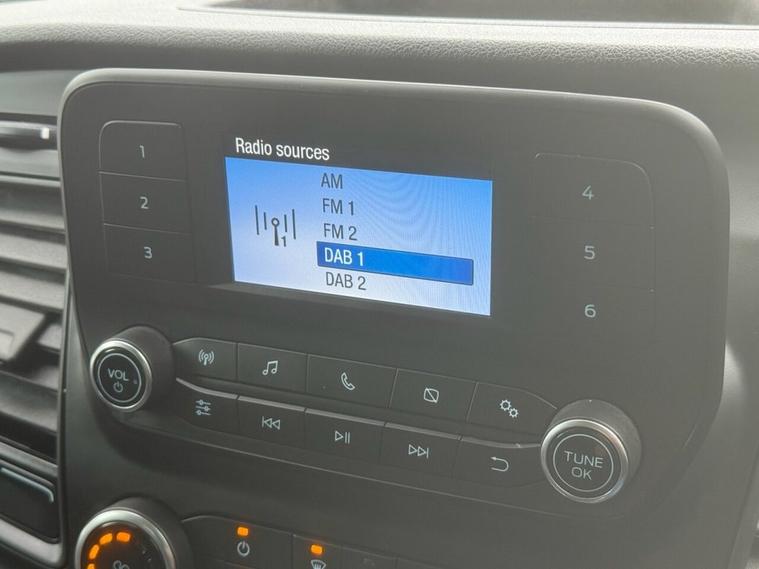 Radio sources
AM
FM 1
FM 2
DAB 1
DAB 2
1
1
2
3
4
5
6
VOL
TUNE
OK